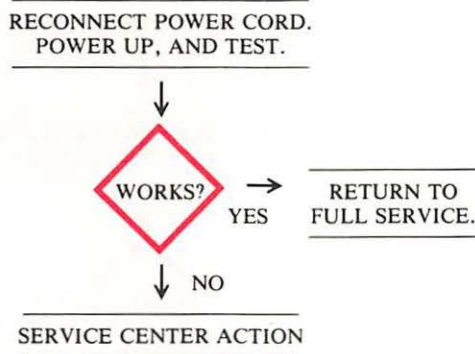 RECONNECT POWER CORD.
POWER UP, AND TEST.
WORKS?
YES
RETURN TO
FULL SERVICE.
NO
SERVICE CENTER ACTION